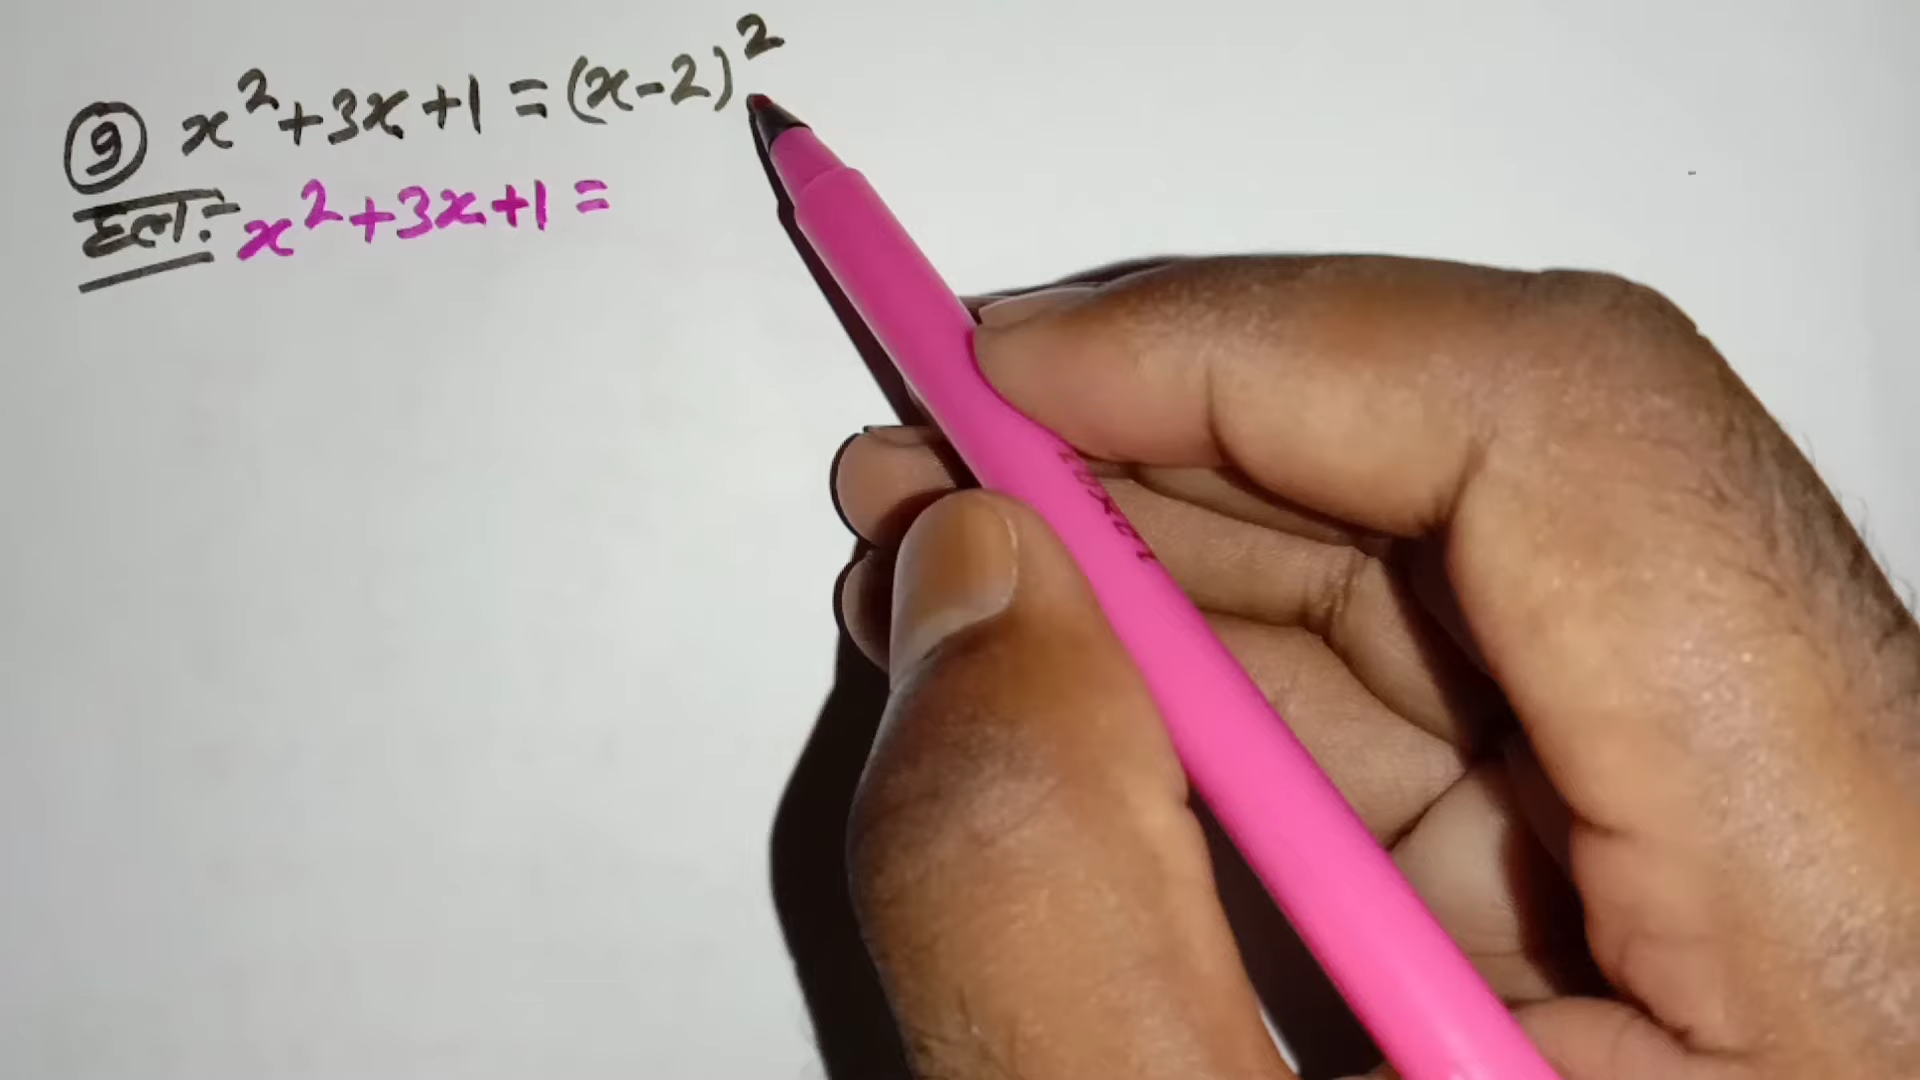 9 x²+3x+1=(x-2)²
हल:- x²+3x+1=